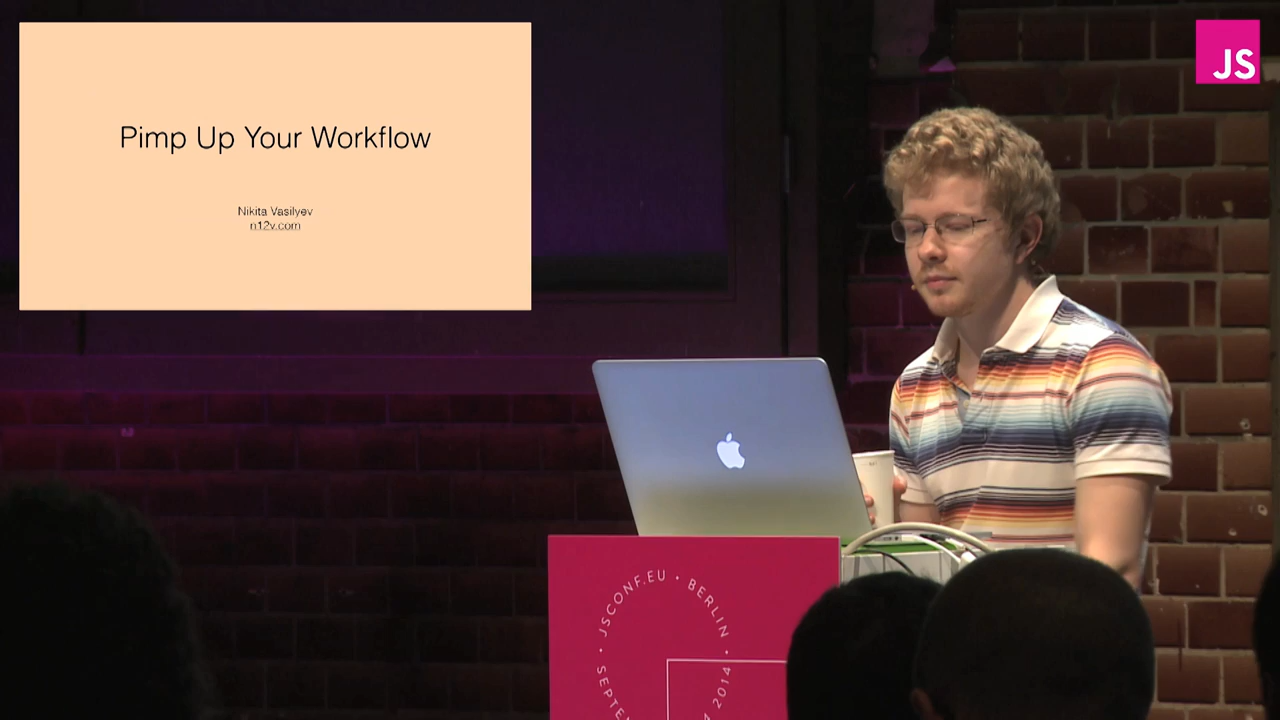 Pimp Up Your Workflow
Nikita Vasilyev
n12v.com
JS
JSCONF.EU • BERLIN •
2014